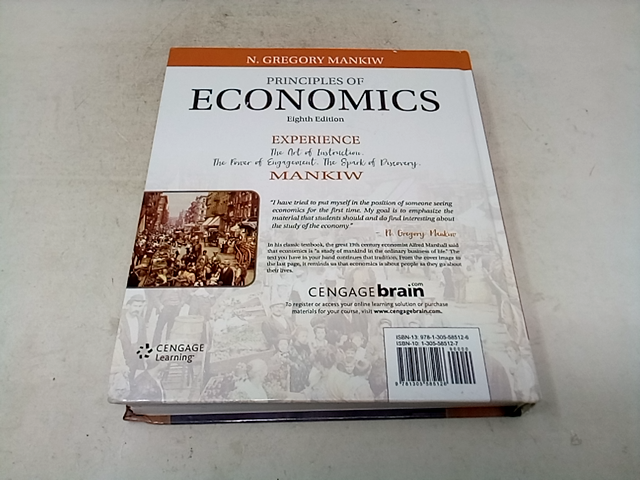 N. GREGORY MANKIW
PRINCIPLES OF
ECONOMICS
Eighth Edition
EXPERIENCE
The Art of Instruction.
The Power of Engagement. The Spark of Discovery.
MANKIW
"I have tried to put myself in the position of someone seeing
economics for the first time. My goal is to emphasize the
material that students should and do find interesting about
the study of the economy."
– N. Gregory Mankiw
In his classic textbook, the great 19th century economist Alfred Marshall said
that economics is "a study of mankind in the ordinary business of life." The
text you have in your hand continues that tradition. From the cover image to
the last page, it reminds us that economics is about people as they go about
their lives.
CENGAGEbrain.com
To register or access your online learning solution or purchase
materials for your course, visit www.cengagebrain.com.
CENGAGE
Learning®
ISBN-13: 978-1-305-58512-6
ISBN-10: 1-305-58512-7
90000
9 781305 585126